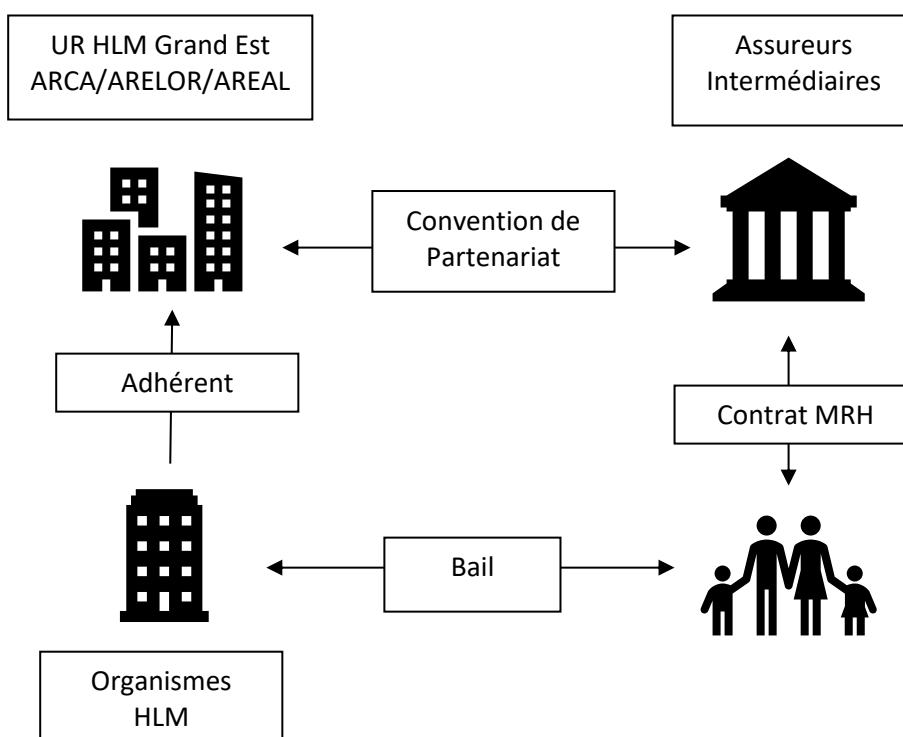 UR HLM Grand Est
ARCA/ARELOR/AREAL
Assureurs
Intermédiaires
Convention de
Partenariat
Adhérent
Contrat MRH
Bail
Organismes
HLM